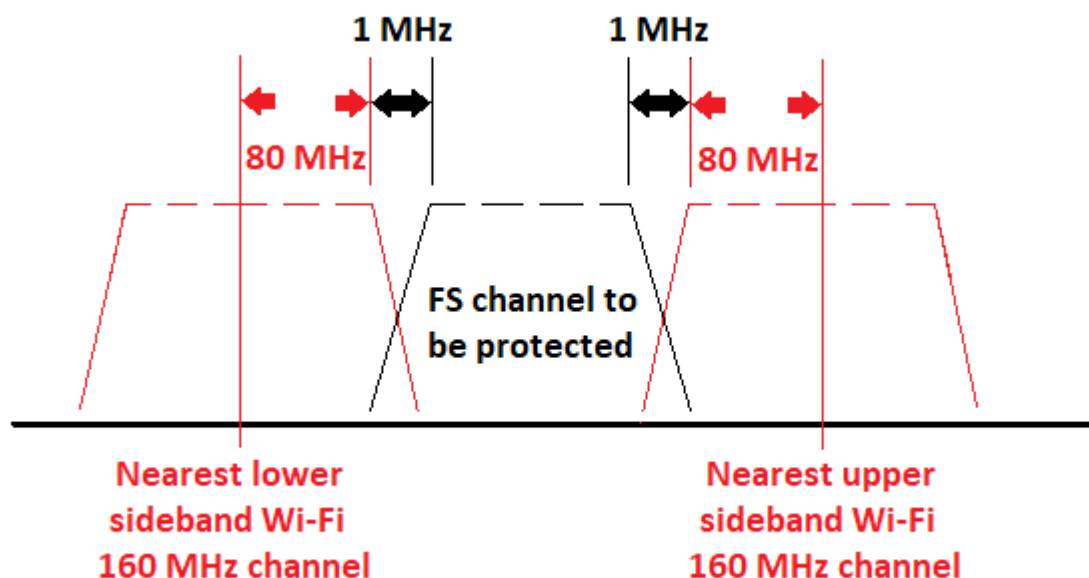 1 MHz
1 MHz
80 MHz
80 MHz
FS channel to
be protected
Nearest lower
sideband Wi-Fi
160 MHz channel
Nearest upper
sideband Wi-Fi
160 MHz channel